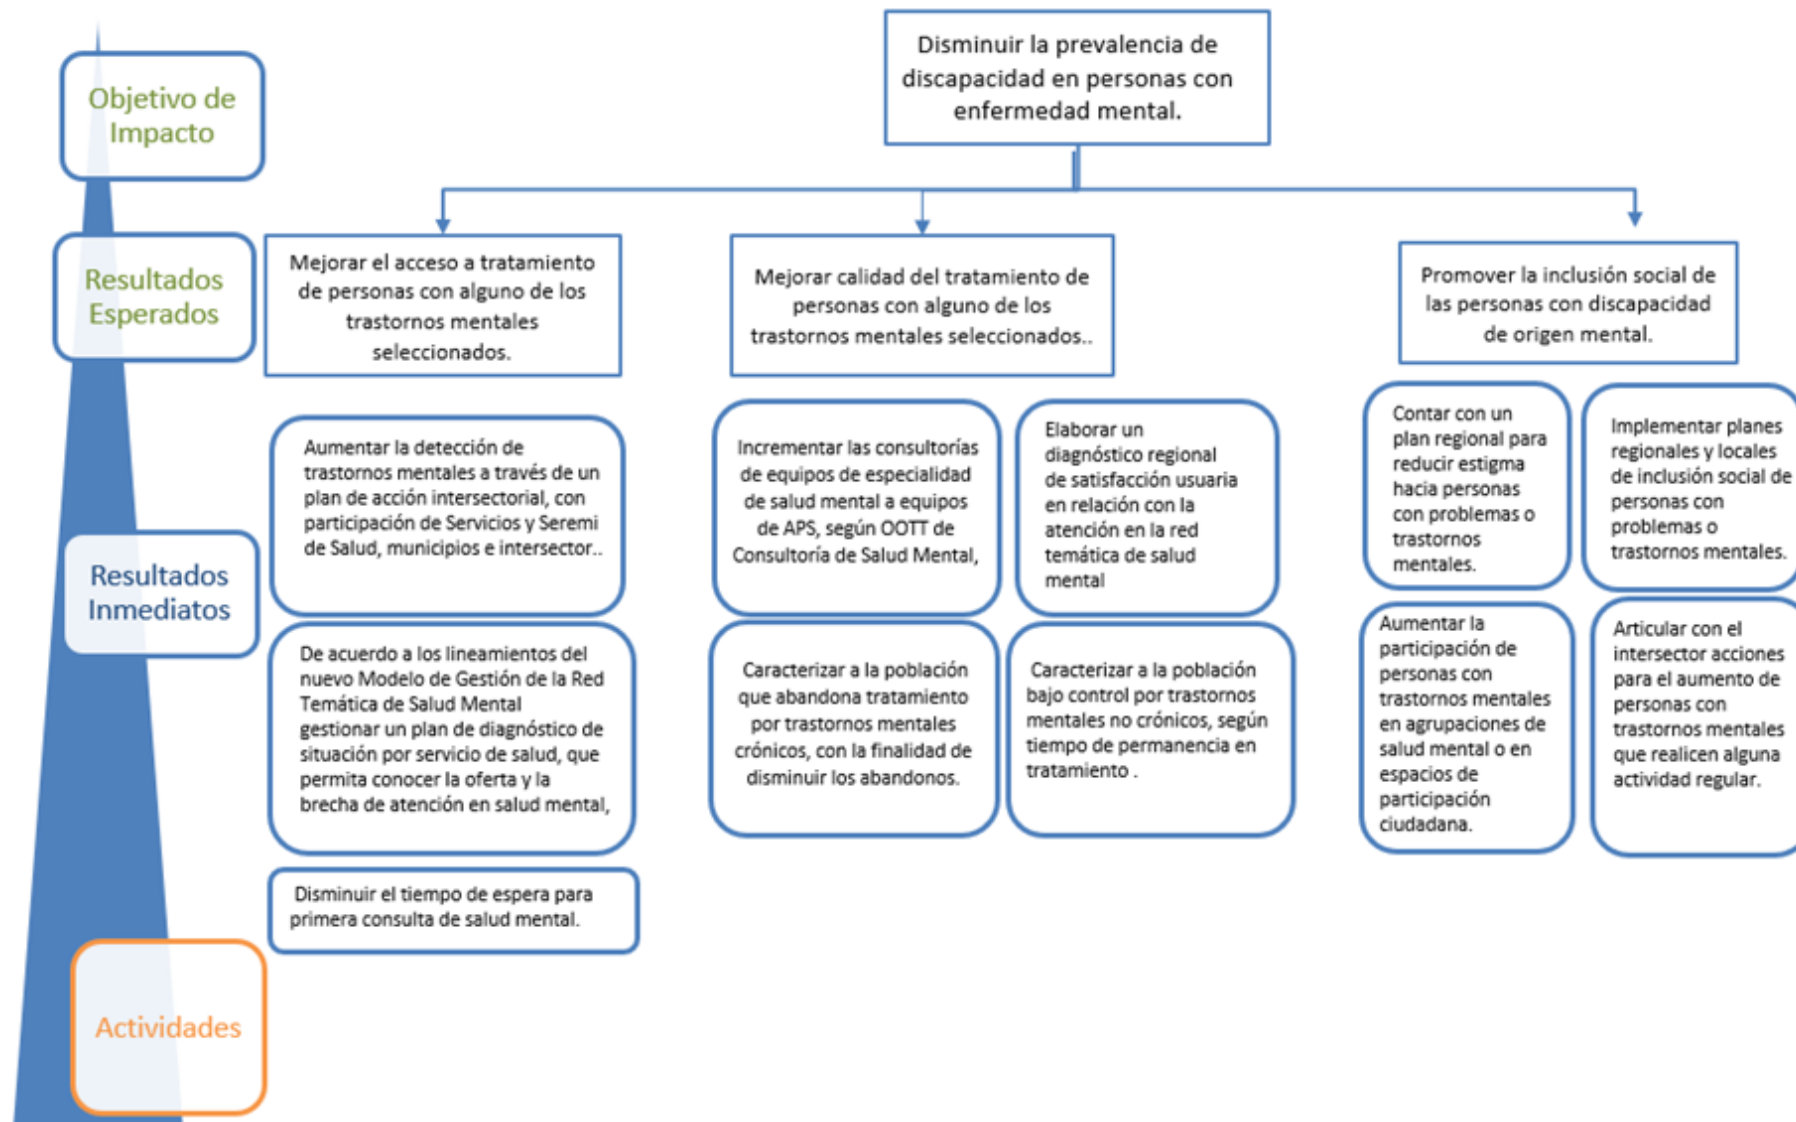 Objetivo de
Impacto
Disminuir la prevalencia de
discapacidad en personas con
enfermedad mental.
Resultados
Esperados
Mejorar el acceso a tratamiento
de personas con alguno de los
trastornos mentales
seleccionados.
Mejorar calidad del tratamiento de
personas con alguno de los
trastornos mentales seleccionados..
Promover la inclusión social de
las personas con discapacidad
de origen mental.
Resultados
Inmediatos
Aumentar la detección de
trastornos mentales a través de un
plan de acción intersectorial, con
participación de Servicios y Seremi
de Salud, municipios e intersector..
De acuerdo a los lineamientos del
nuevo Modelo de Gestión de la Red
Temática de Salud Mental
gestionar un plan de diagnóstico de
situación por servicio de salud, que
permita conocer la oferta y la
brecha de atención en salud mental,
Disminuir el tiempo de espera para
primera consulta de salud mental.
Incrementar las consultorías
de equipos de especialidad
de salud mental a equipos
de APS, según OOTT de
Consultoría de Salud Mental,
Elaborar un
diagnóstico regional
de satisfacción usuaria
en relación con la
atención en la red
temática de salud
mental
Caracterizar a la población
que abandona tratamiento
por trastornos mentales
crónicos, con la finalidad de
disminuir los abandonos.
Caracterizar a la población
bajo control por trastornos
mentales no crónicos, según
tiempo de permanencia en
tratamiento .
Contar con un
plan regional para
reducir estigma
hacia personas
con problemas o
trastornos
mentales.
Implementar planes
regionales y locales
de inclusión social de
personas con
problemas o
trastornos mentales.
Aumentar la
participación de
personas con
trastornos mentales
en agrupaciones de
salud mental o en
espacios de
participación
ciudadana.
Articular con el
intersector acciones
para el aumento de
personas con
trastornos mentales
que realicen alguna
actividad regular.
Actividades